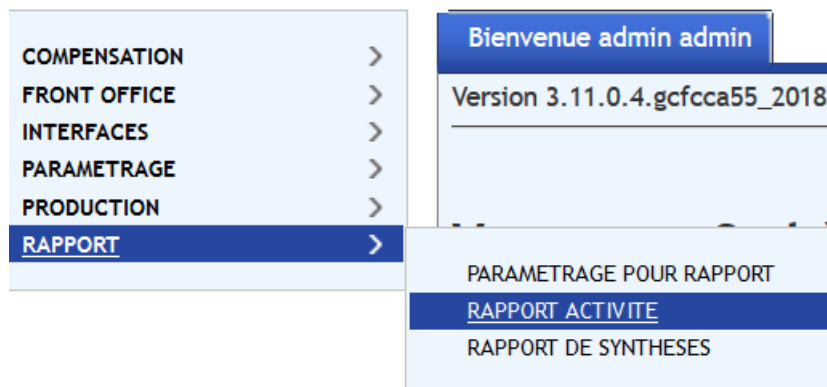 COMPENSATION
FRONT OFFICE
INTERFACES
PARAMETRAGE
PRODUCTION
RAPPORT
Bienvenue admin admin
Version 3.11.0.4.gcfcca55_2018
PARAMETRAGE POUR RAPPORT
RAPPORT ACTIVITE
RAPPORT DE SYNTHESES